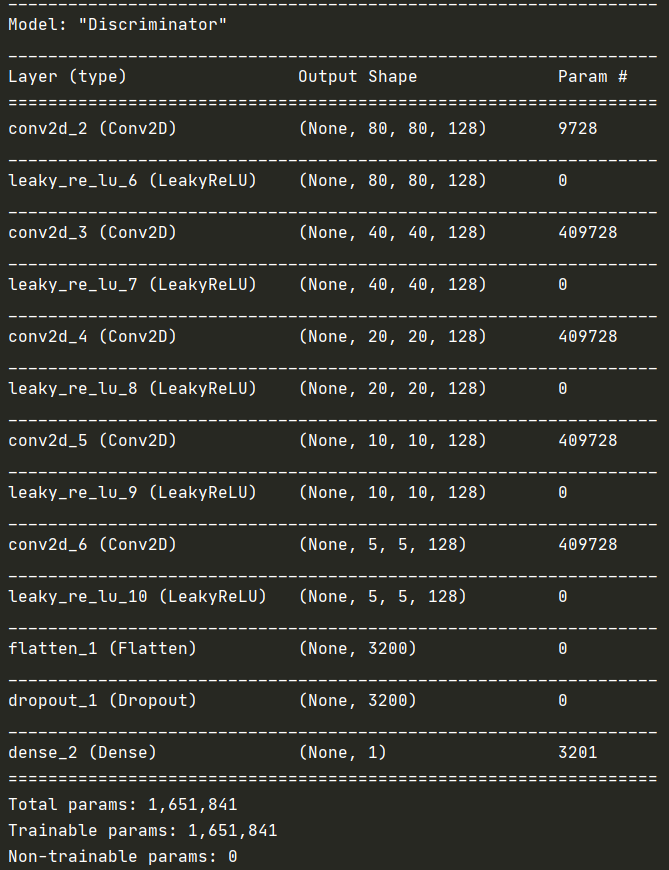 _________________________________________________________________
Model: "Discriminator"
_________________________________________________________________
Layer (type)                 Output Shape              Param #
=================================================================
conv2d_2 (Conv2D)            (None, 80, 80, 128)       9728
_________________________________________________________________
leaky_re_lu_6 (LeakyReLU)    (None, 80, 80, 128)       0
_________________________________________________________________
conv2d_3 (Conv2D)            (None, 40, 40, 128)       409728
_________________________________________________________________
leaky_re_lu_7 (LeakyReLU)    (None, 40, 40, 128)       0
_________________________________________________________________
conv2d_4 (Conv2D)            (None, 20, 20, 128)       409728
_________________________________________________________________
leaky_re_lu_8 (LeakyReLU)    (None, 20, 20, 128)       0
_________________________________________________________________
conv2d_5 (Conv2D)            (None, 10, 10, 128)       409728
_________________________________________________________________
leaky_re_lu_9 (LeakyReLU)    (None, 10, 10, 128)       0
_________________________________________________________________
conv2d_6 (Conv2D)            (None, 5, 5, 128)         409728
_________________________________________________________________
leaky_re_lu_10 (LeakyReLU)   (None, 5, 5, 128)         0
_________________________________________________________________
flatten_1 (Flatten)          (None, 3200)              0
_________________________________________________________________
dropout_1 (Dropout)          (None, 3200)              0
_________________________________________________________________
dense_2 (Dense)              (None, 1)                 3201
=================================================================
Total params: 1,651,841
Trainable params: 1,651,841
Non-trainable params: 0